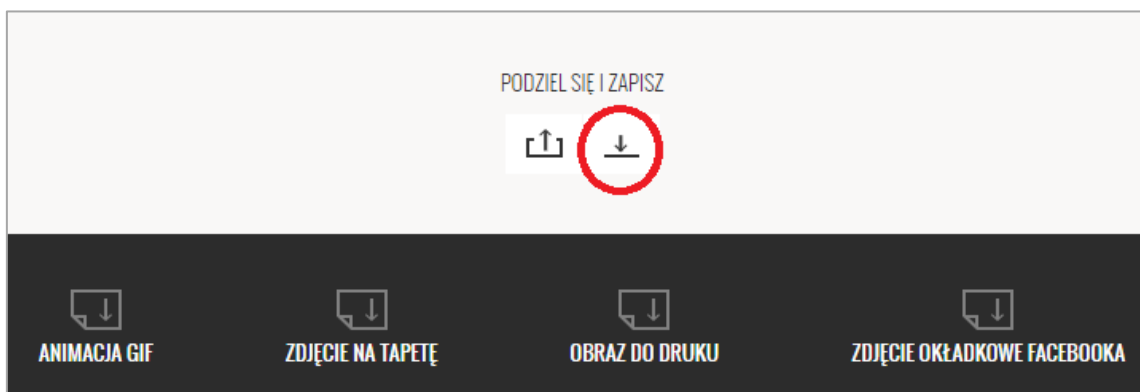 PODZIEL SIĘ I ZAPISZ
ANIMACJA GIF
ZDJĘCIE NA TAPETĘ
OBRAZ DO DRUKU
ZDJĘCIE OKŁADKOWE FACEBOOKA